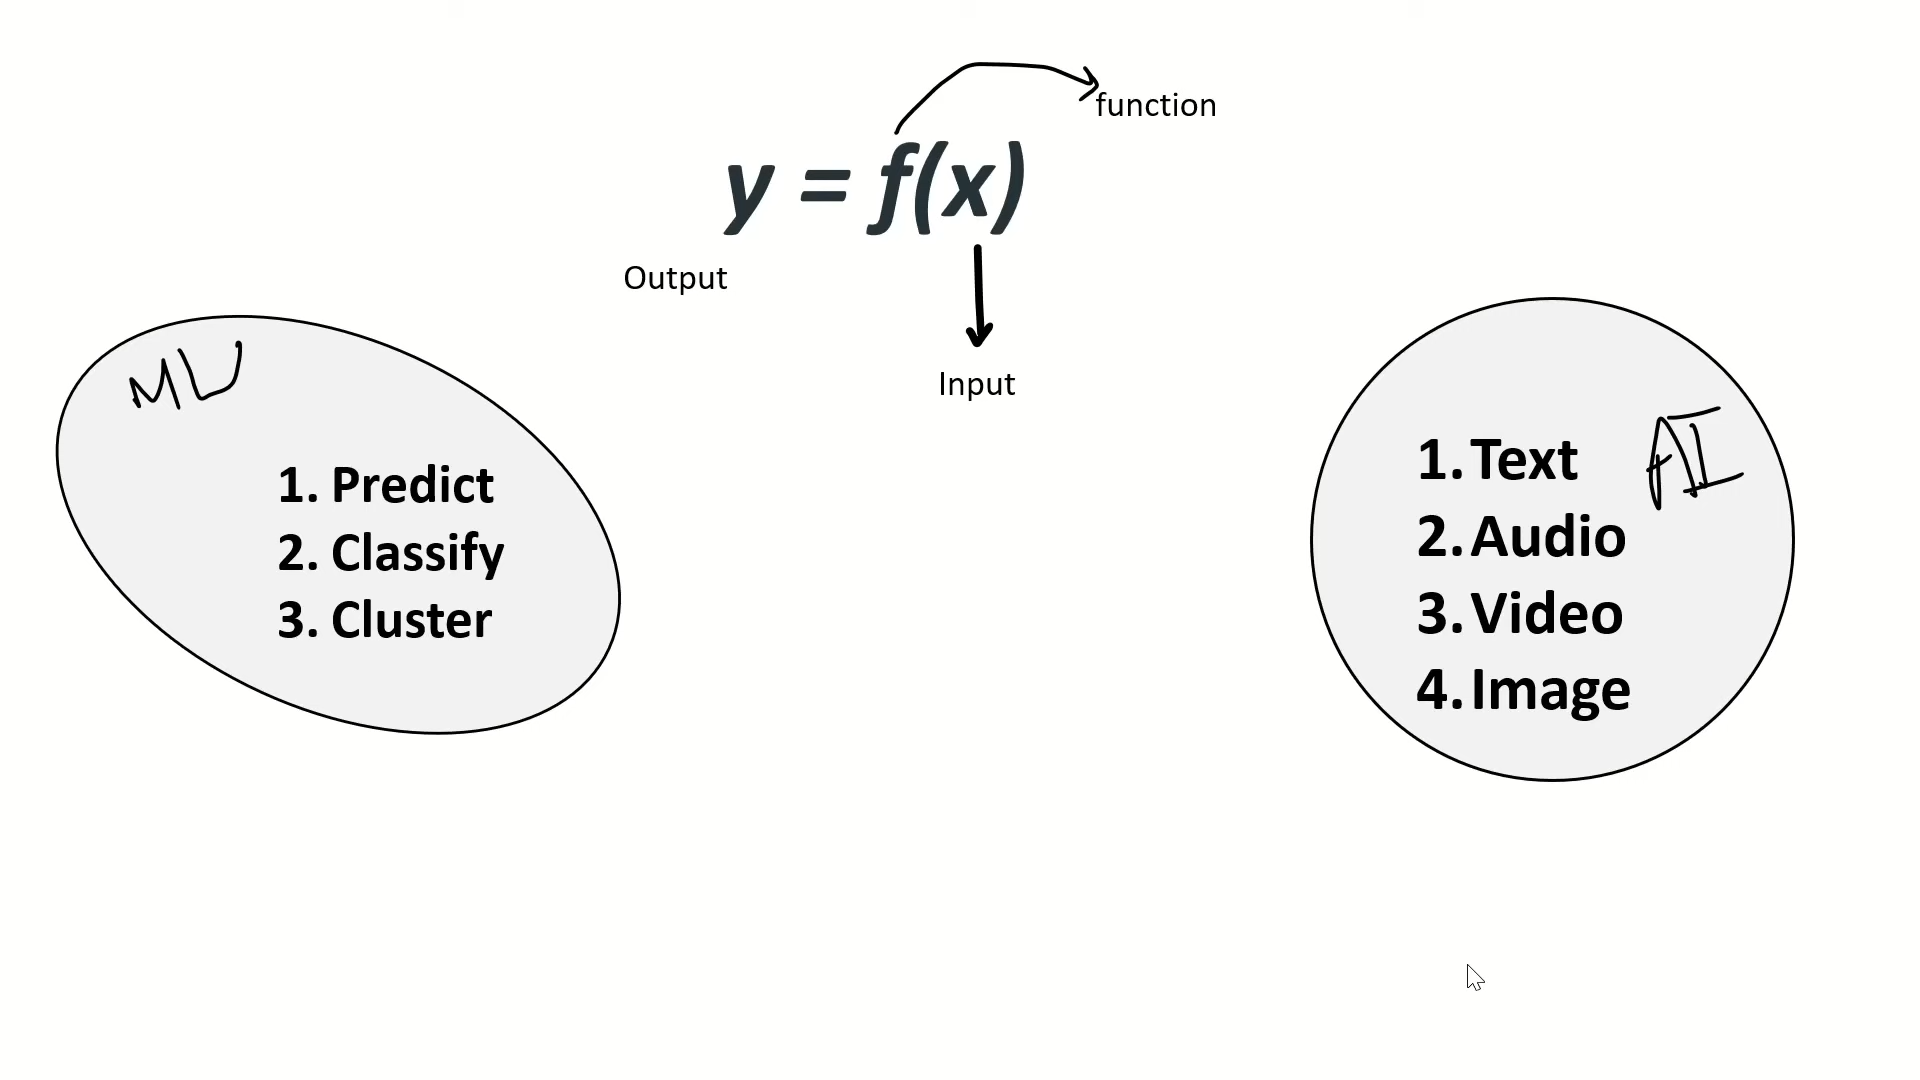 function
y = f(x)
Output
Input
ML
1. Predict
2. Classify
3. Cluster
AI
1. Text
2. Audio
3. Video
4. Image